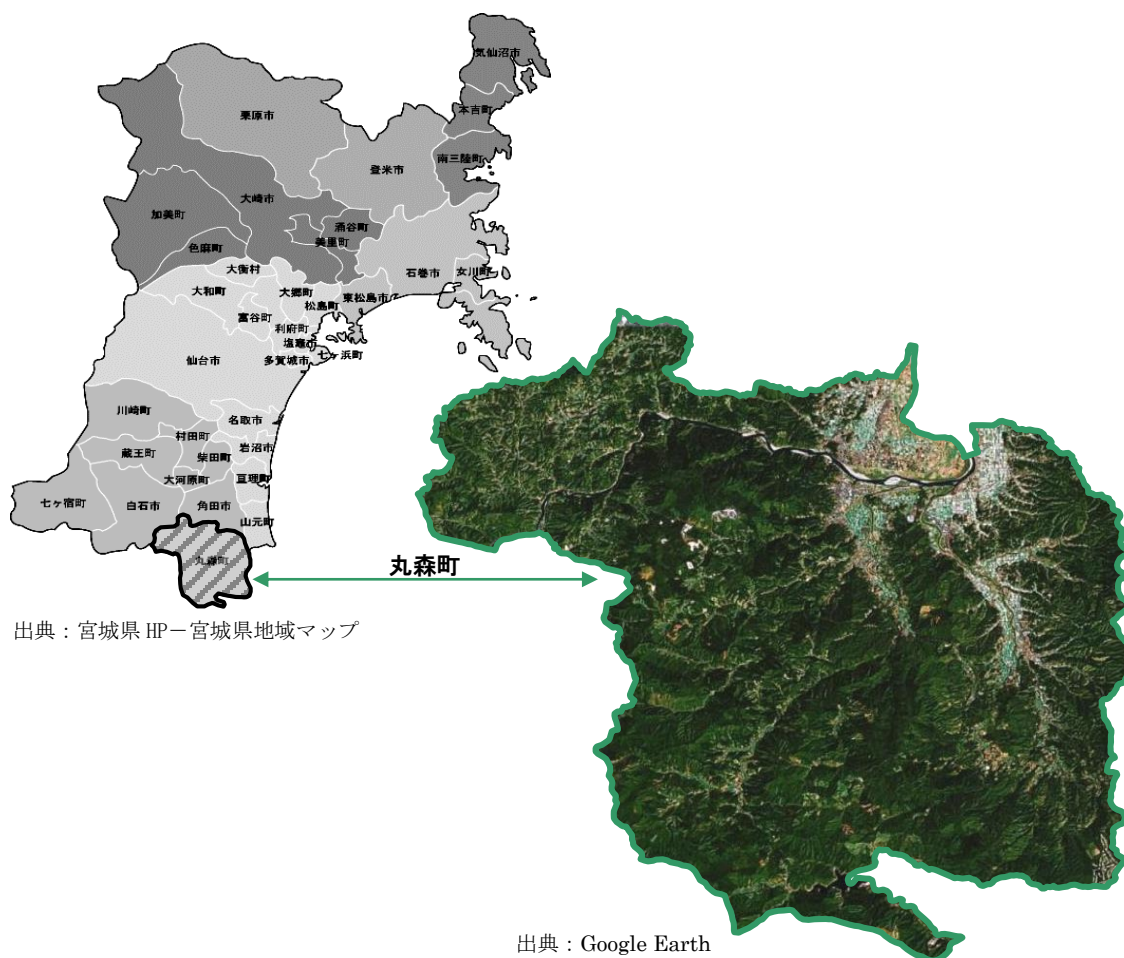 気仙沼市
本吉町
栗原市
南三陸町
登米市
大崎市
加美町
涌谷町
美里町
色麻町
石巻市
女川町
大衡村
大和町
大郷町
東松島市
松島町
富谷町
利府町
塩竈市
七ヶ浜町
仙台市
多賀城市
川崎町
名取市
村田町
岩沼市
蔵王町
柴田町
大河原町
亘理町
七ヶ宿町
白石市
角田市
山元町
丸森町
丸森町
出典：宮城県 HP－宮城県地域マップ
出典：Google Earth